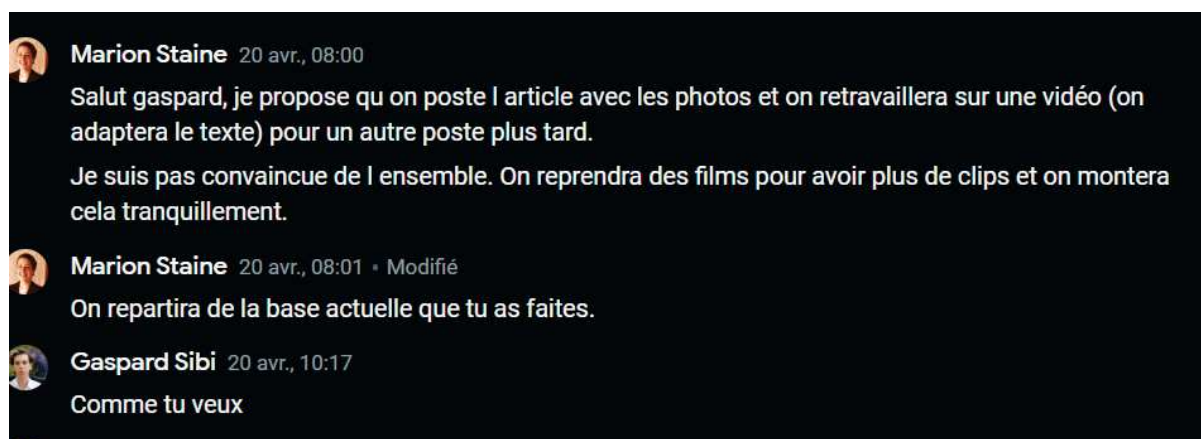 Marion Staine 20 avr., 08:00
Salut gaspard, je propose qu on poste l article avec les photos et on retravaillera sur une vidéo (on
adaptera le texte) pour un autre poste plus tard.
Je suis pas convaincue de l ensemble. On reprendra des films pour avoir plus de clips et on montera
cela tranquillement.
Marion Staine 20 avr., 08:01 • Modifié
On repartira de la base actuelle que tu as faites.
Gaspard Sibi 20 avr., 10:17
Comme tu veux